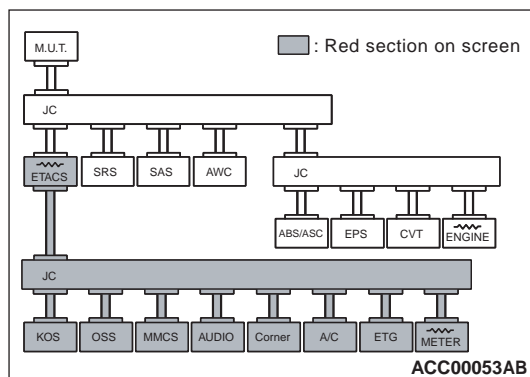 M.U.T.
: Red section on screen
JC
ETACS
SRS
SAS
AWC
JC
ABS/ASC
EPS
CVT
ENGINE
JC
KOS
OSS
MMCS
AUDIO
Corner
A/C
ETG
METER
ACC00053AB